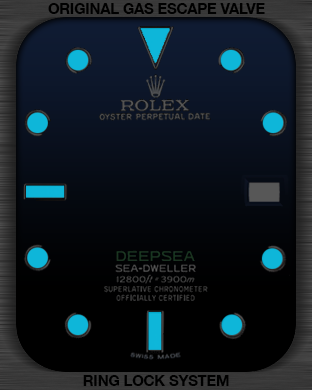 ORIGINAL GAS ESCAPE VALVE
ROLEX
OYSTER PERPETUAL DATE
DEEPSEA
SEA-DWELLER
12800ft = 3900m
SUPERLATIVE CHRONOMETER
OFFICIALLY CERTIFIED
SWISS MADE
RING LOCK SYSTEM